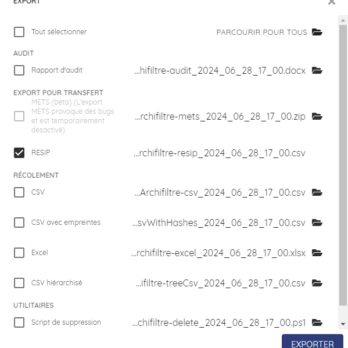 EXPORT
Tout sélectionner PARCOURIR POUR TOUS
AUDIT
Rapport d'audit ...hifiltre-audit_2024_06_28_17_00.docx
EXPORT POUR TRANSFERT
METS (beta) (L'export
METS provoque des bugs
et est temporairement
désactivé) ...rchifiltre-mets_2024_06_28_17_00.zip
RESIP ...rchifiltre-resip_2024_06_28_17_00.csv
RÉCOLEMENT
CSV ...Archifiltre-csv_2024_06_28_17_00.csv
CSV avec empreintes ...svWithHashes_2024_06_28_17_00.csv
Excel ...rchifiltre-excel_2024_06_28_17_00.xlsx
CSV hiérarchisé ...ifiltre-treeCsv_2024_06_28_17_00.csv
UTILITAIRES
Script de suppression ...chifiltre-delete_2024_06_28_17_00.ps1
EXPORTER